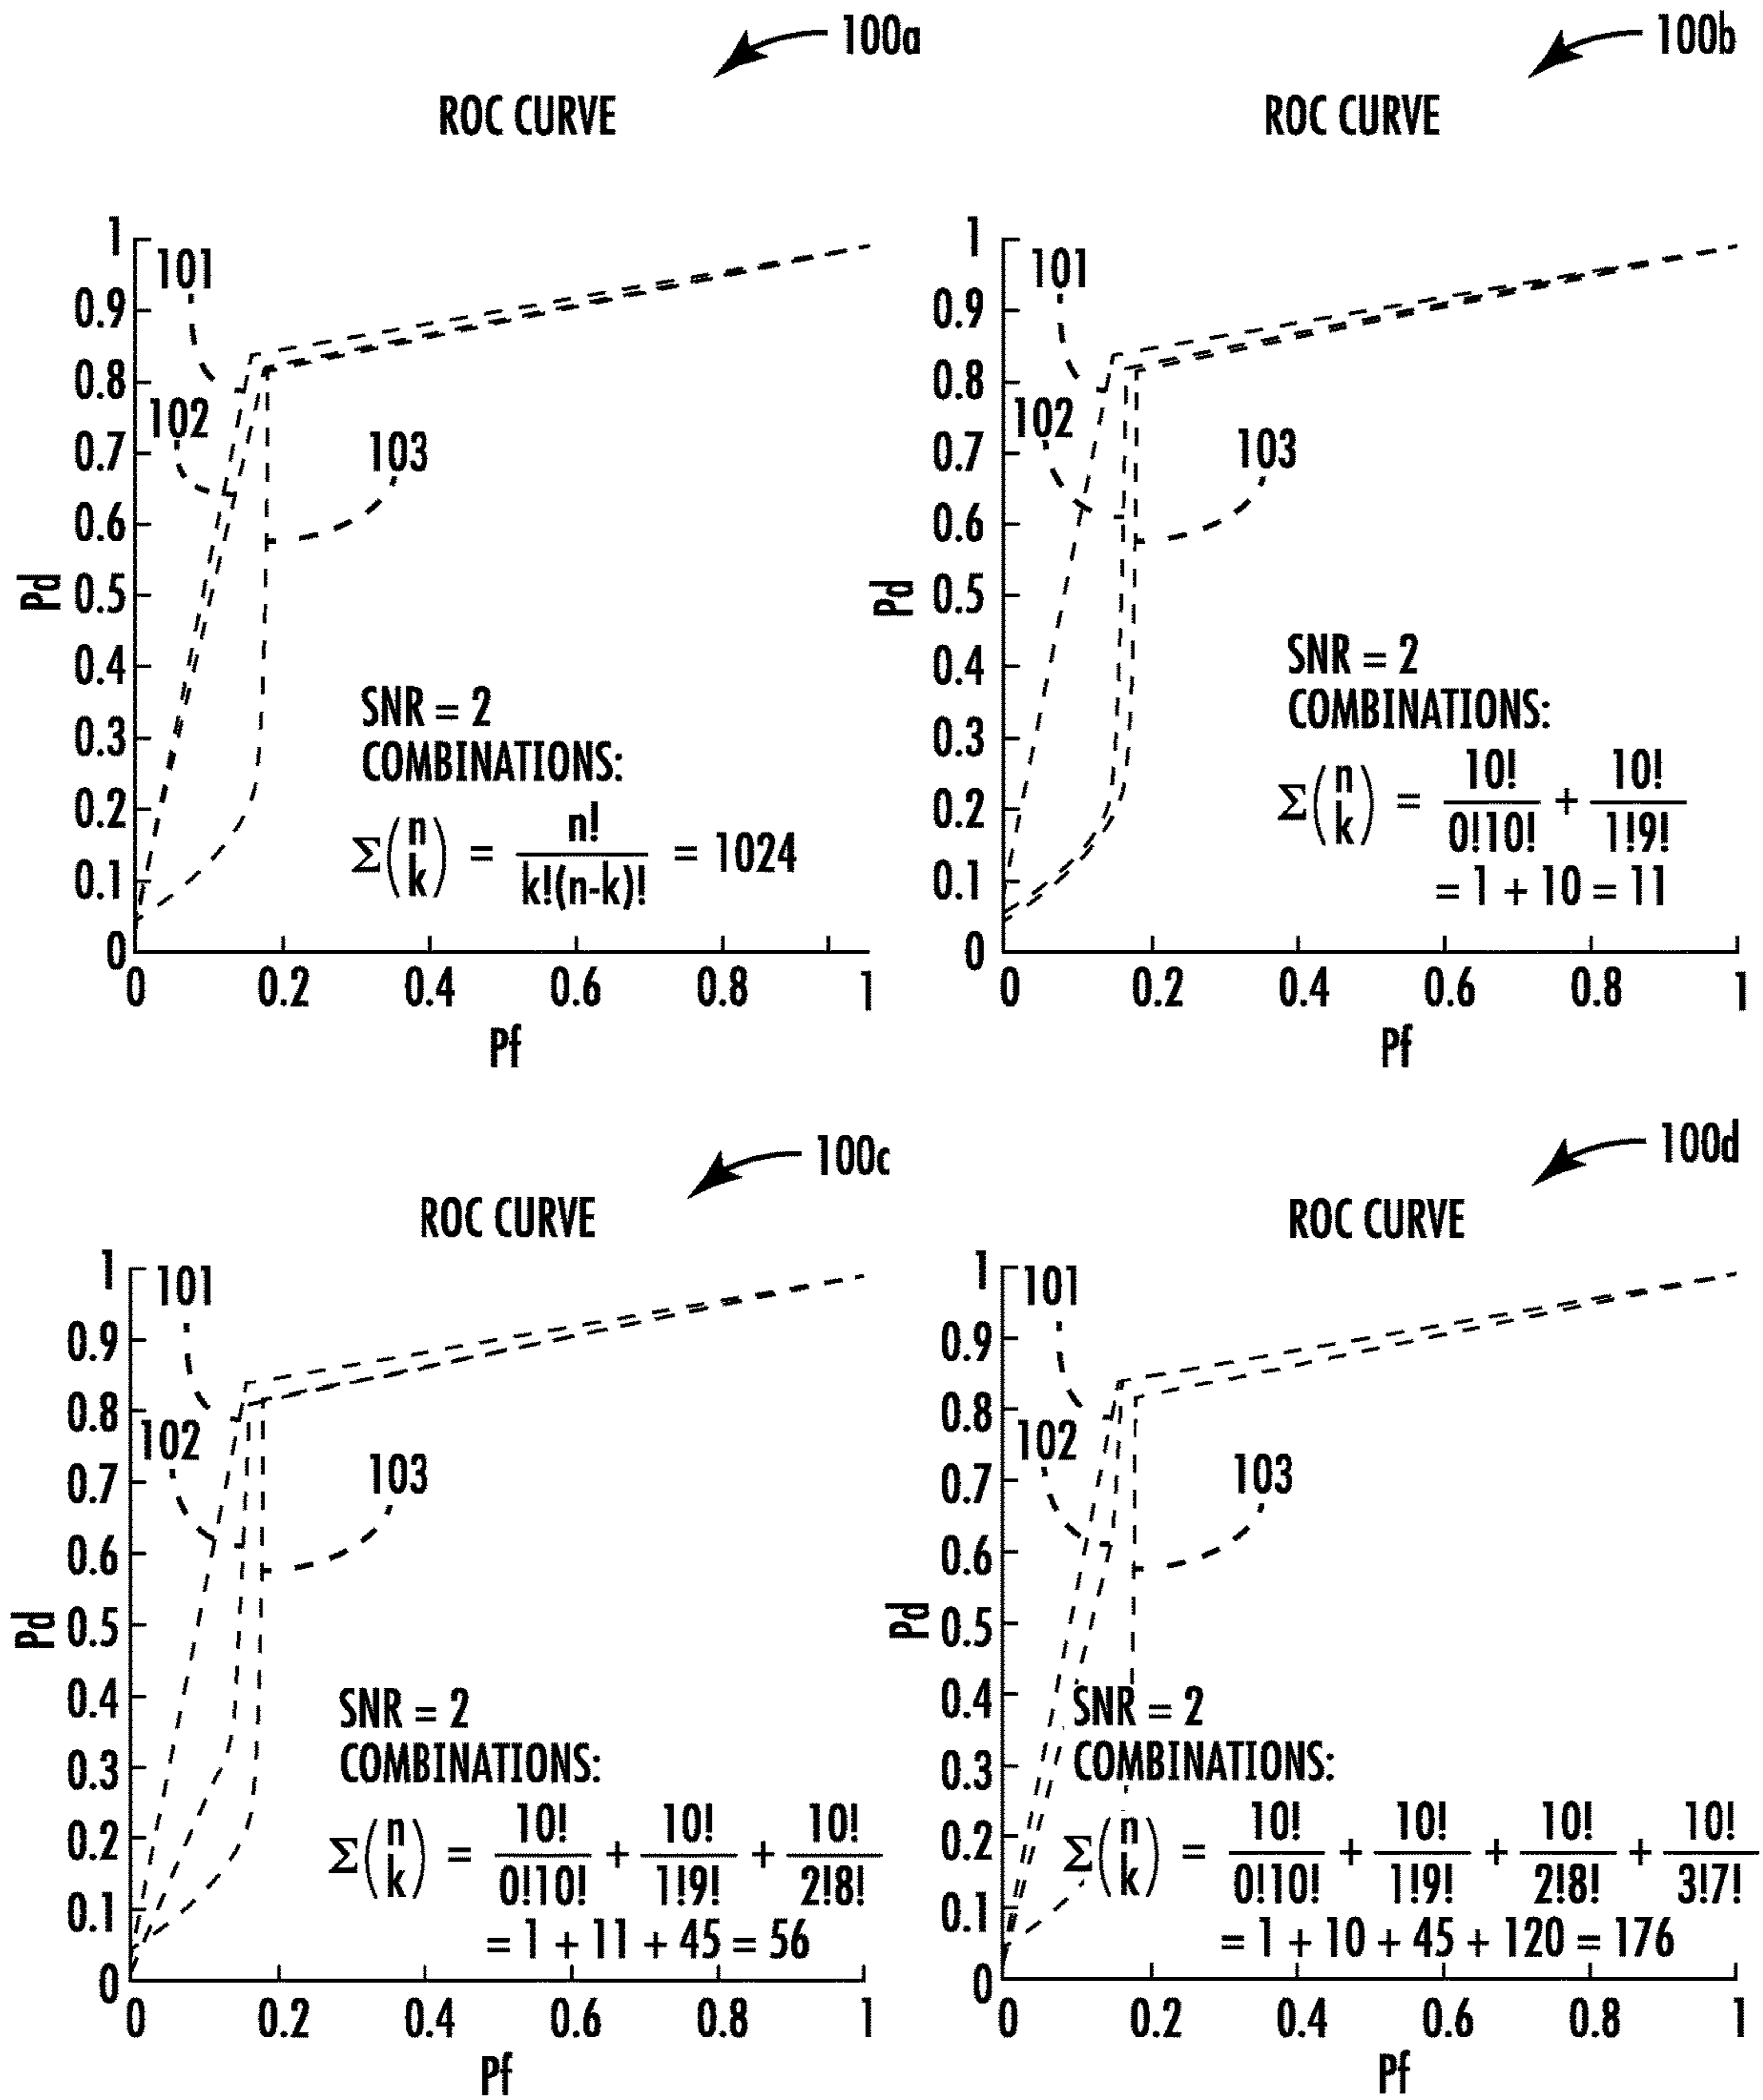 100a
ROC CURVE
1
0.9
0.8
0.7
0.6
0.5
0.4
0.3
0.2
0.1
0
Pd
101
102
103
SNR = 2
COMBINATIONS:
Σ(n k) = n!/k!(n-k)! = 1024
0 0.2 0.4 0.6 0.8 1
Pf
100b
ROC CURVE
1
0.9
0.8
0.7
0.6
0.5
0.4
0.3
0.2
0.1
0
Pd
101
102
103
SNR = 2
COMBINATIONS:
Σ(n k) = 10!/0!10! + 10!/1!9!
= 1 + 10 = 11
0 0.2 0.4 0.6 0.8 1
Pf
100c
ROC CURVE
1
0.9
0.8
0.7
0.6
0.5
0.4
0.3
0.2
0.1
0
Pd
101
102
103
SNR = 2
COMBINATIONS:
Σ(n k) = 10!/0!10! + 10!/1!9! + 10!/2!8!
= 1 + 11 + 45 = 56
0 0.2 0.4 0.6 0.8 1
Pf
100d
ROC CURVE
1
0.9
0.8
0.7
0.6
0.5
0.4
0.3
0.2
0.1
0
Pd
101
102
103
SNR = 2
COMBINATIONS:
Σ(n k) = 10!/0!10! + 10!/1!9! + 10!/2!8! + 10!/3!7!
= 1 + 10 + 45 + 120 = 176
0 0.2 0.4 0.6 0.8 1
Pf